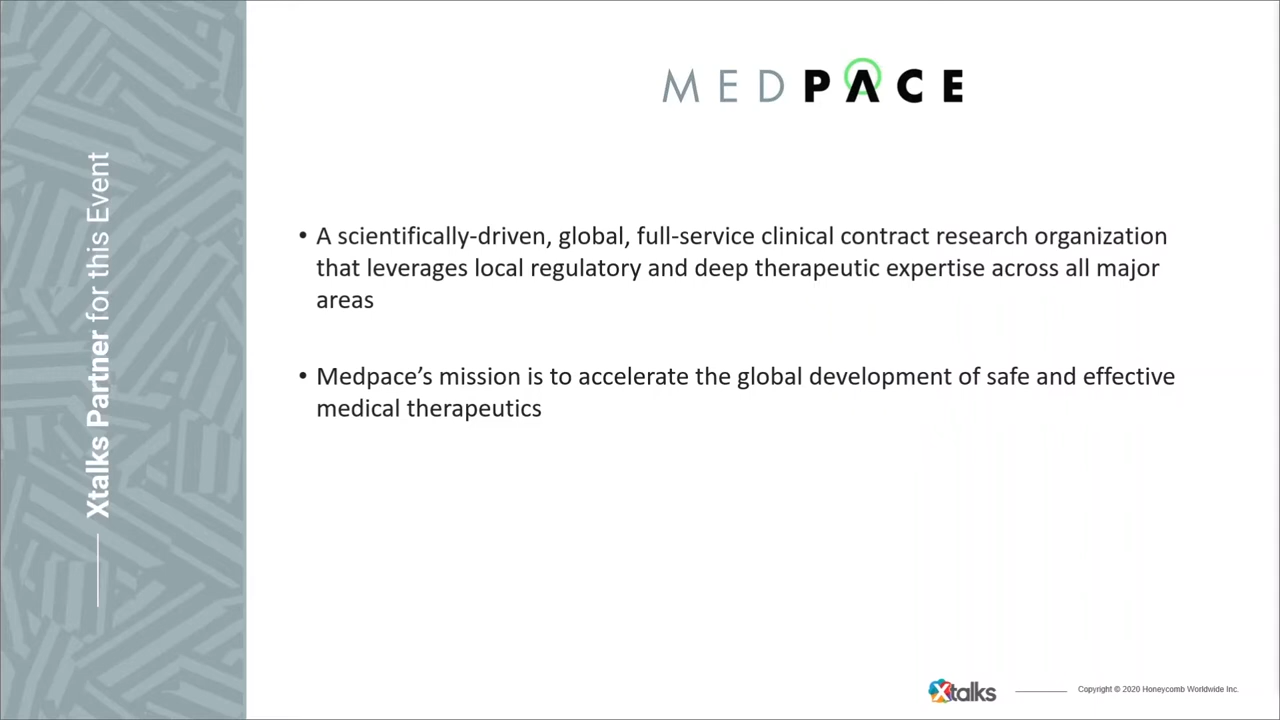 Xtalks Partner for this Event
MEDPACE
• A scientifically-driven, global, full-service clinical contract research organization
that leverages local regulatory and deep therapeutic expertise across all major
areas
• Medpace’s mission is to accelerate the global development of safe and effective
medical therapeutics
Xtalks
Copyright © 2020 Honeycomb Worldwide Inc.